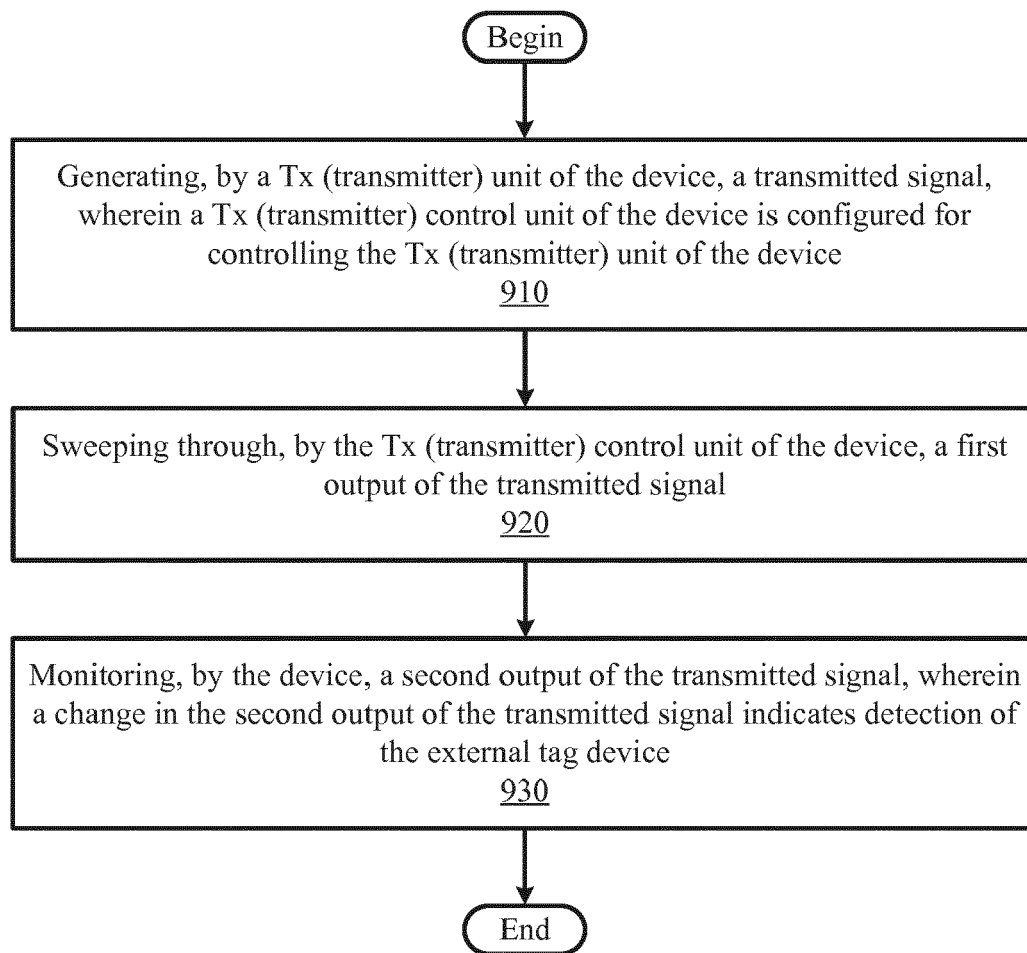 Begin
Generating, by a Tx (transmitter) unit of the device, a transmitted signal,
wherein a Tx (transmitter) control unit of the device is configured for
controlling the Tx (transmitter) unit of the device
910
Sweeping through, by the Tx (transmitter) control unit of the device, a first
output of the transmitted signal
920
Monitoring, by the device, a second output of the transmitted signal, wherein
a change in the second output of the transmitted signal indicates detection of
the external tag device
930
End